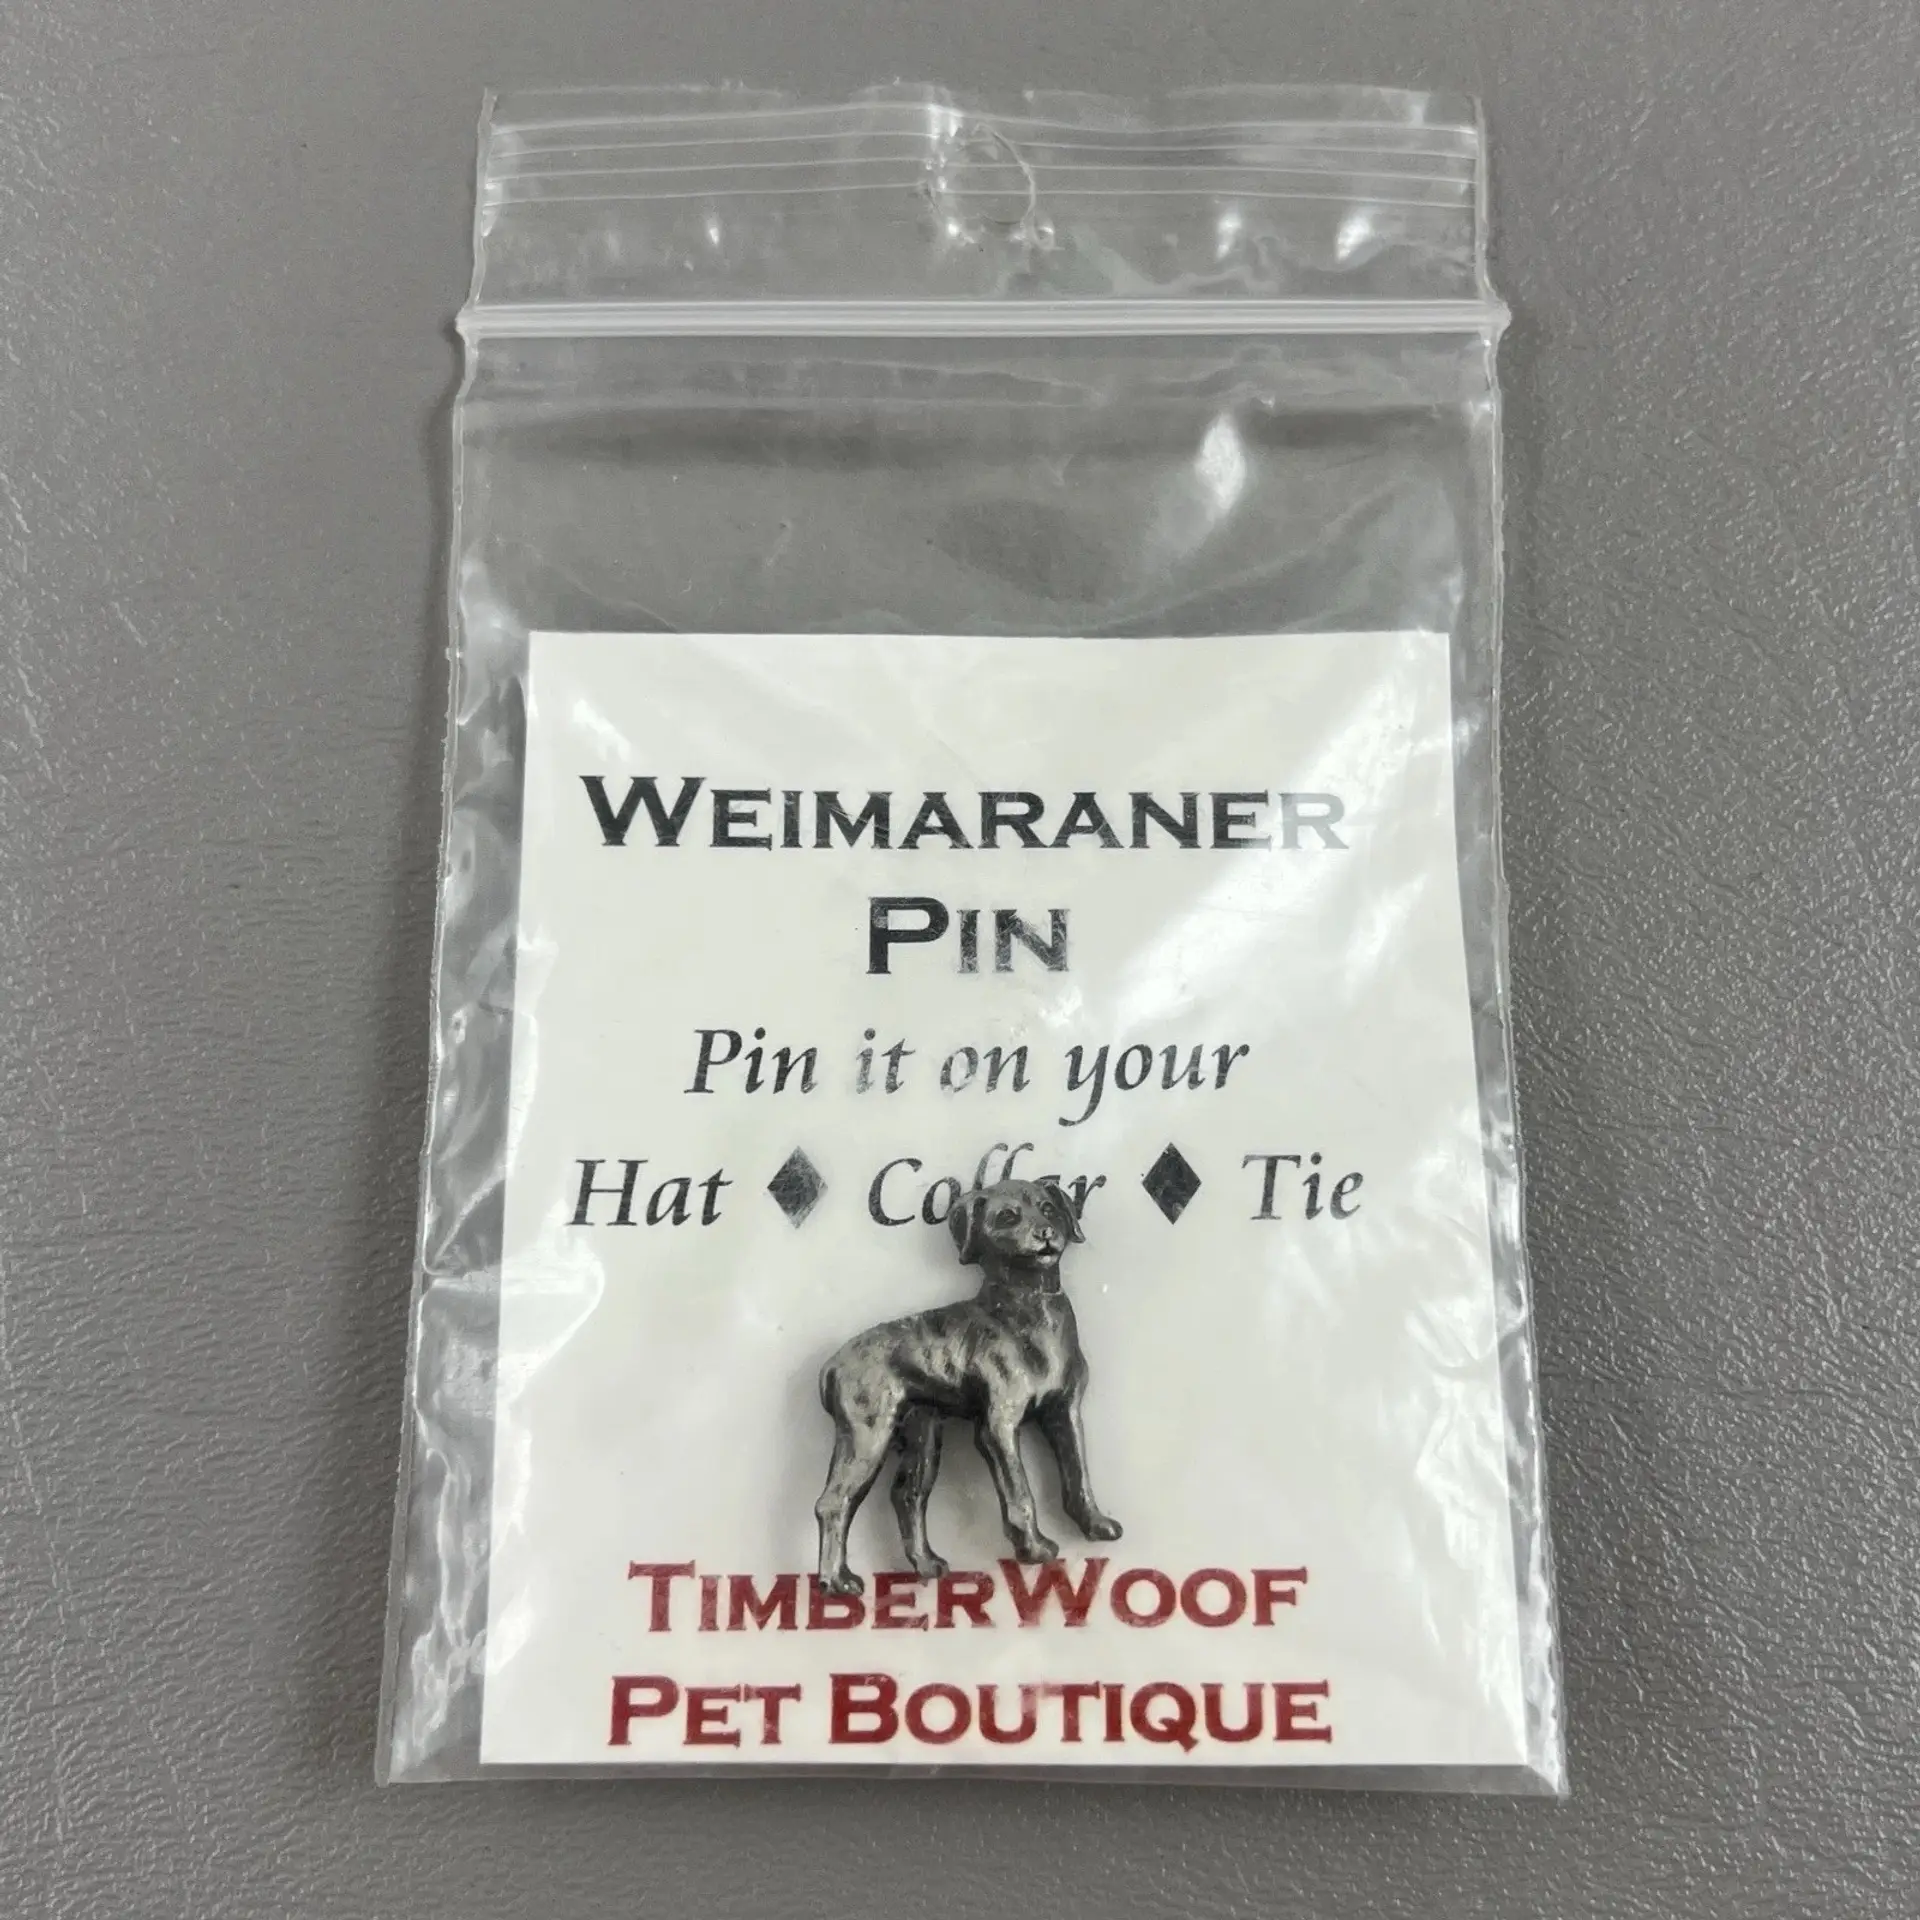 WEIMARANER
PIN
Pin it on your
Hat ♦ Collar ♦ Tie
TIMBERWOOF
PET BOUTIQUE